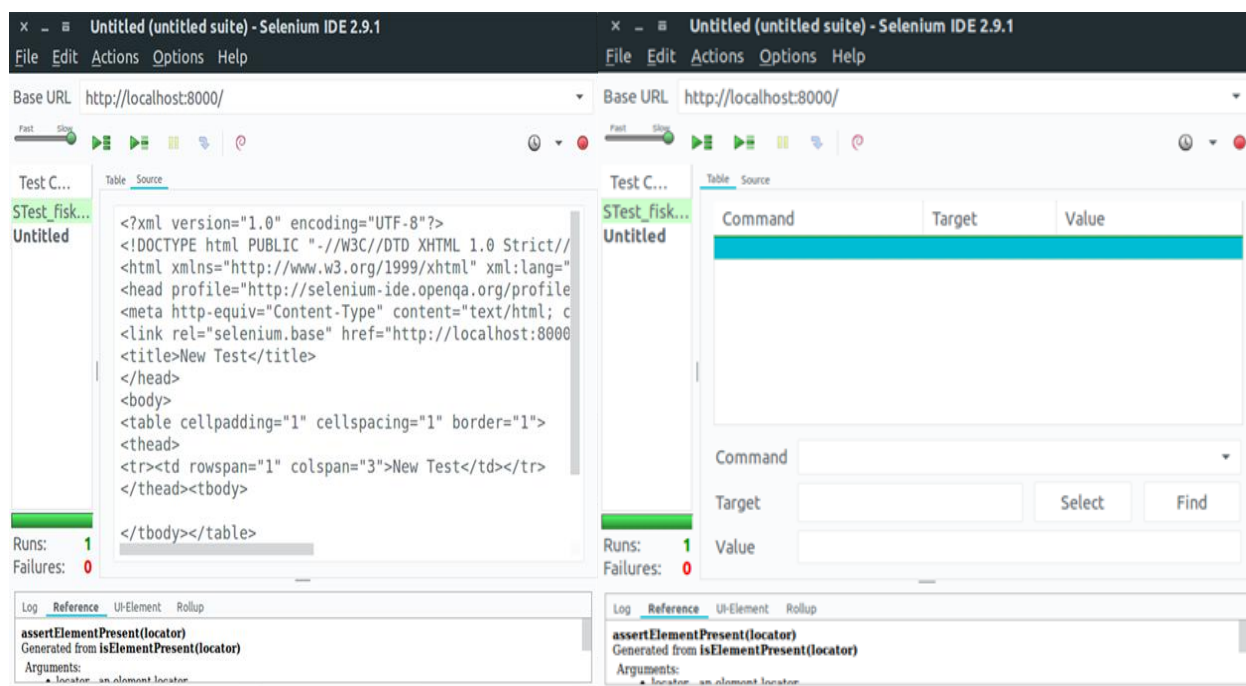 Untitled (untitled suite) - Selenium IDE 2.9.1
File Edit Actions Options Help
Base URL http://localhost:8000/
Fast Slow
Test C...
Table Source
STest_fisk...
Untitled
<?xml version="1.0" encoding="UTF-8"?>
<!DOCTYPE html PUBLIC "-//W3C//DTD XHTML 1.0 Strict//
<html xmlns="http://www.w3.org/1999/xhtml" xml:lang="
<head profile="http://selenium-ide.openqa.org/profile
<meta http-equiv="Content-Type" content="text/html; c
<link rel="selenium.base" href="http://localhost:8000
<title>New Test</title>
</head>
<body>
<table cellpadding="1" cellspacing="1" border="1">
<thead>
<tr><td rowspan="1" colspan="3">New Test</td></tr>
</thead><tbody>
</tbody></table>
Runs: 1
Failures: 0
Log Reference UI-Element Rollup
assertElementPresent(locator)
Generated from isElementPresent(locator)
Arguments:
• locator - an element locator
Untitled (untitled suite) - Selenium IDE 2.9.1
File Edit Actions Options Help
Base URL http://localhost:8000/
Fast Slow
Test C...
Table Source
STest_fisk...
Untitled
Command Target Value
Command
Target Select Find
Value
Runs: 1
Failures: 0
Log Reference UI-Element Rollup
assertElementPresent(locator)
Generated from isElementPresent(locator)
Arguments:
• locator - an element locator